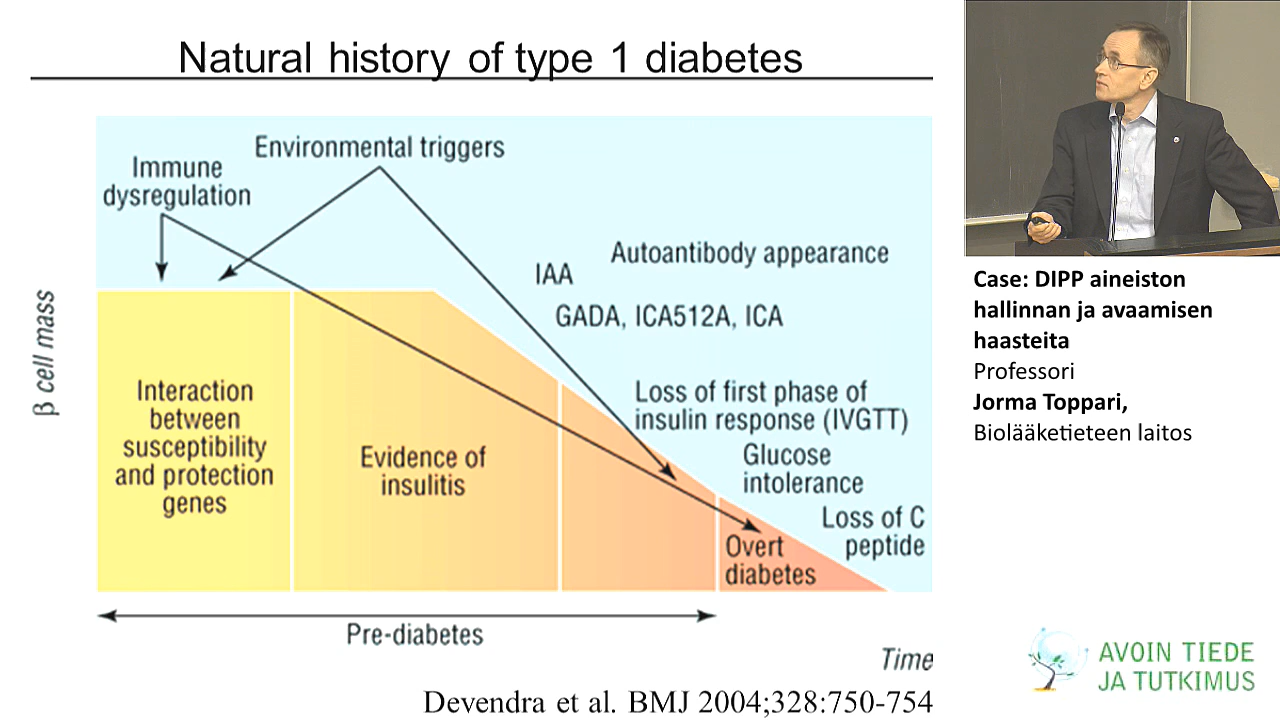 Natural history of type 1 diabetes
Environmental triggers
Immune
dysregulation
Autoantibody appearance
IAA
GADA, ICA512A, ICA
β cell mass
Interaction
between
susceptibility
and protection
genes
Evidence of
insulitis
Loss of first phase of
insulin response (IVGTT)
Glucose
intolerance
Loss of C
peptide
Overt
diabetes
Pre-diabetes
Time
Devendra et al. BMJ 2004;328:750-754
Case: DIPP aineiston
hallinnan ja avaamisen
haasteita
Professori
Jorma Toppari,
Biolääketieteen laitos
AVOIN TIEDE
JA TUTKIMUS